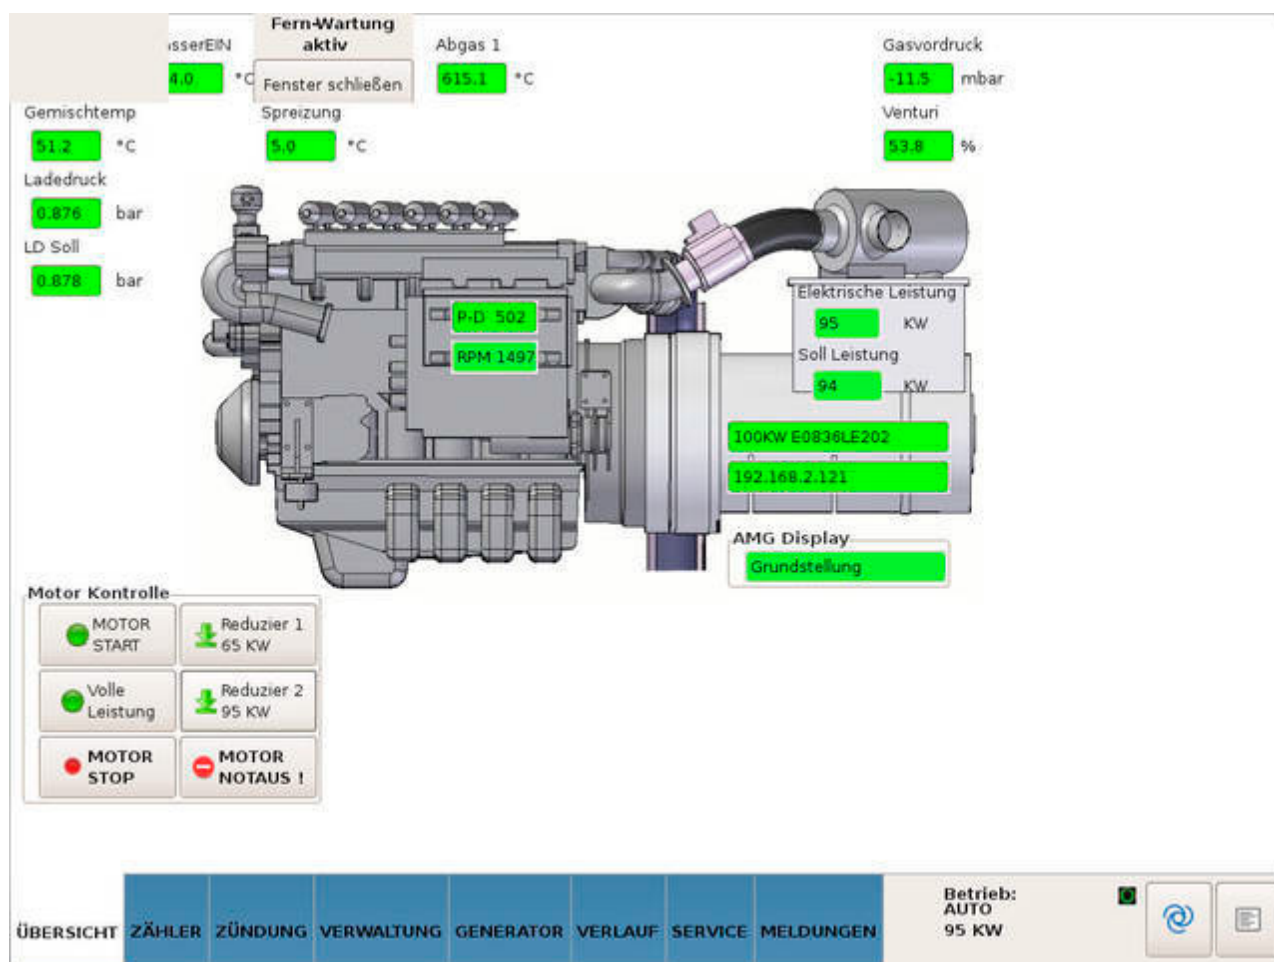 Fern-Wartung
aktiv
Fenster schließen
Abgas 1
615.1 °C
Gasvordruck
-11.5 mbar
Gemischtemp
51.2 °C
Spreizung
5.0 °C
Venturi
53.8 %
Ladedruck
0.876 bar
LD Soll
0.878 bar
P-D 502
RPM 1497
Elektrische Leistung
95 KW
Soll Leistung
94 KW
100KW E0836LE202
192.168.2.121
AMG Display
Grundstellung
Motor Kontrolle
MOTOR
START
Reduzier 1
65 KW
Volle
Leistung
Reduzier 2
95 KW
MOTOR
STOP
MOTOR
NOTAUS !
ÜBERSICHT ZÄHLER ZÜNDUNG VERWALTUNG GENERATOR VERLAUF SERVICE MELDUNGEN
Betrieb:
AUTO
95 KW